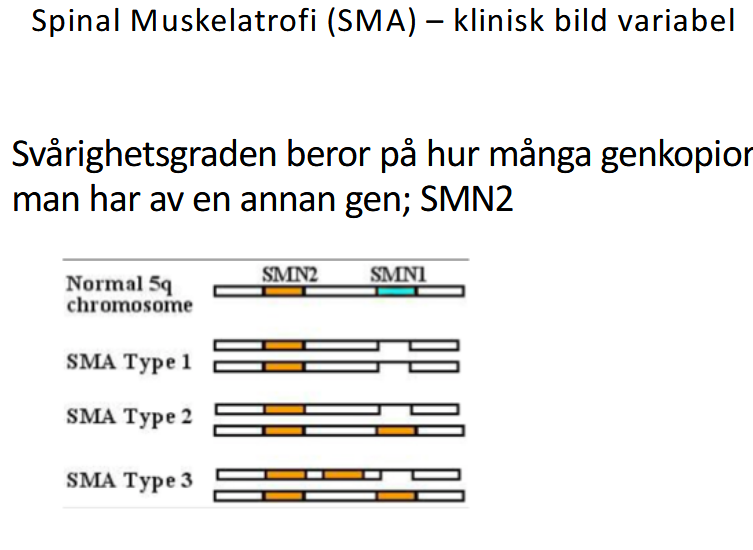 Spinal Muskelatrofi (SMA) – klinisk bild variabel
Svårighetsgraden beror på hur många genkopior
man har av en annan gen; SMN2
SMN2 SMN1
Normal 5q
chromosome
SMA Type 1
SMA Type 2
SMA Type 3